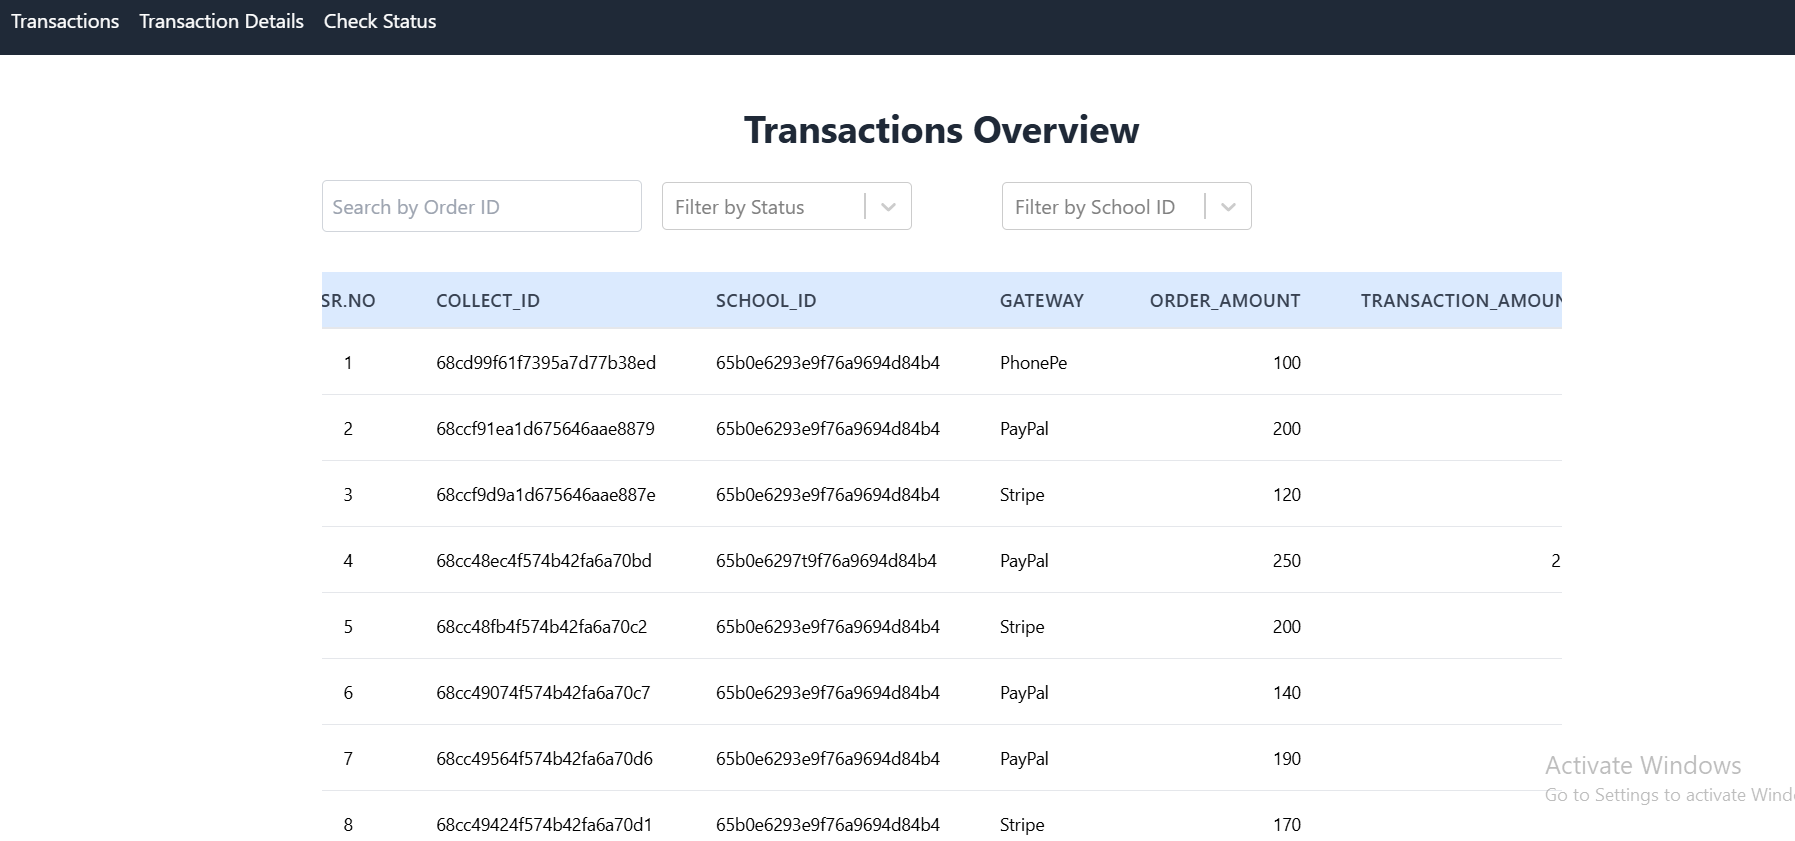 Transactions Transaction Details Check Status
Transactions Overview
Search by Order ID Filter by Status Filter by School ID
SR.NO COLLECT_ID SCHOOL_ID GATEWAY ORDER_AMOUNT TRANSACTION_AMOUN
1 68cd99f61f7395a7d77b38ed 65b0e6293e9f76a9694d84b4 PhonePe 100
2 68ccf91ea1d675646aae8879 65b0e6293e9f76a9694d84b4 PayPal 200
3 68ccf9d9a1d675646aae887e 65b0e6293e9f76a9694d84b4 Stripe 120
4 68cc48ec4f574b42fa6a70bd 65b0e6297t9f76a9694d84b4 PayPal 250 2
5 68cc48fb4f574b42fa6a70c2 65b0e6293e9f76a9694d84b4 Stripe 200
6 68cc49074f574b42fa6a70c7 65b0e6293e9f76a9694d84b4 PayPal 140
7 68cc49564f574b42fa6a70d6 65b0e6293e9f76a9694d84b4 PayPal 190
Activate Windows
Go to Settings to activate Wind
8 68cc49424f574b42fa6a70d1 65b0e6293e9f76a9694d84b4 Stripe 170